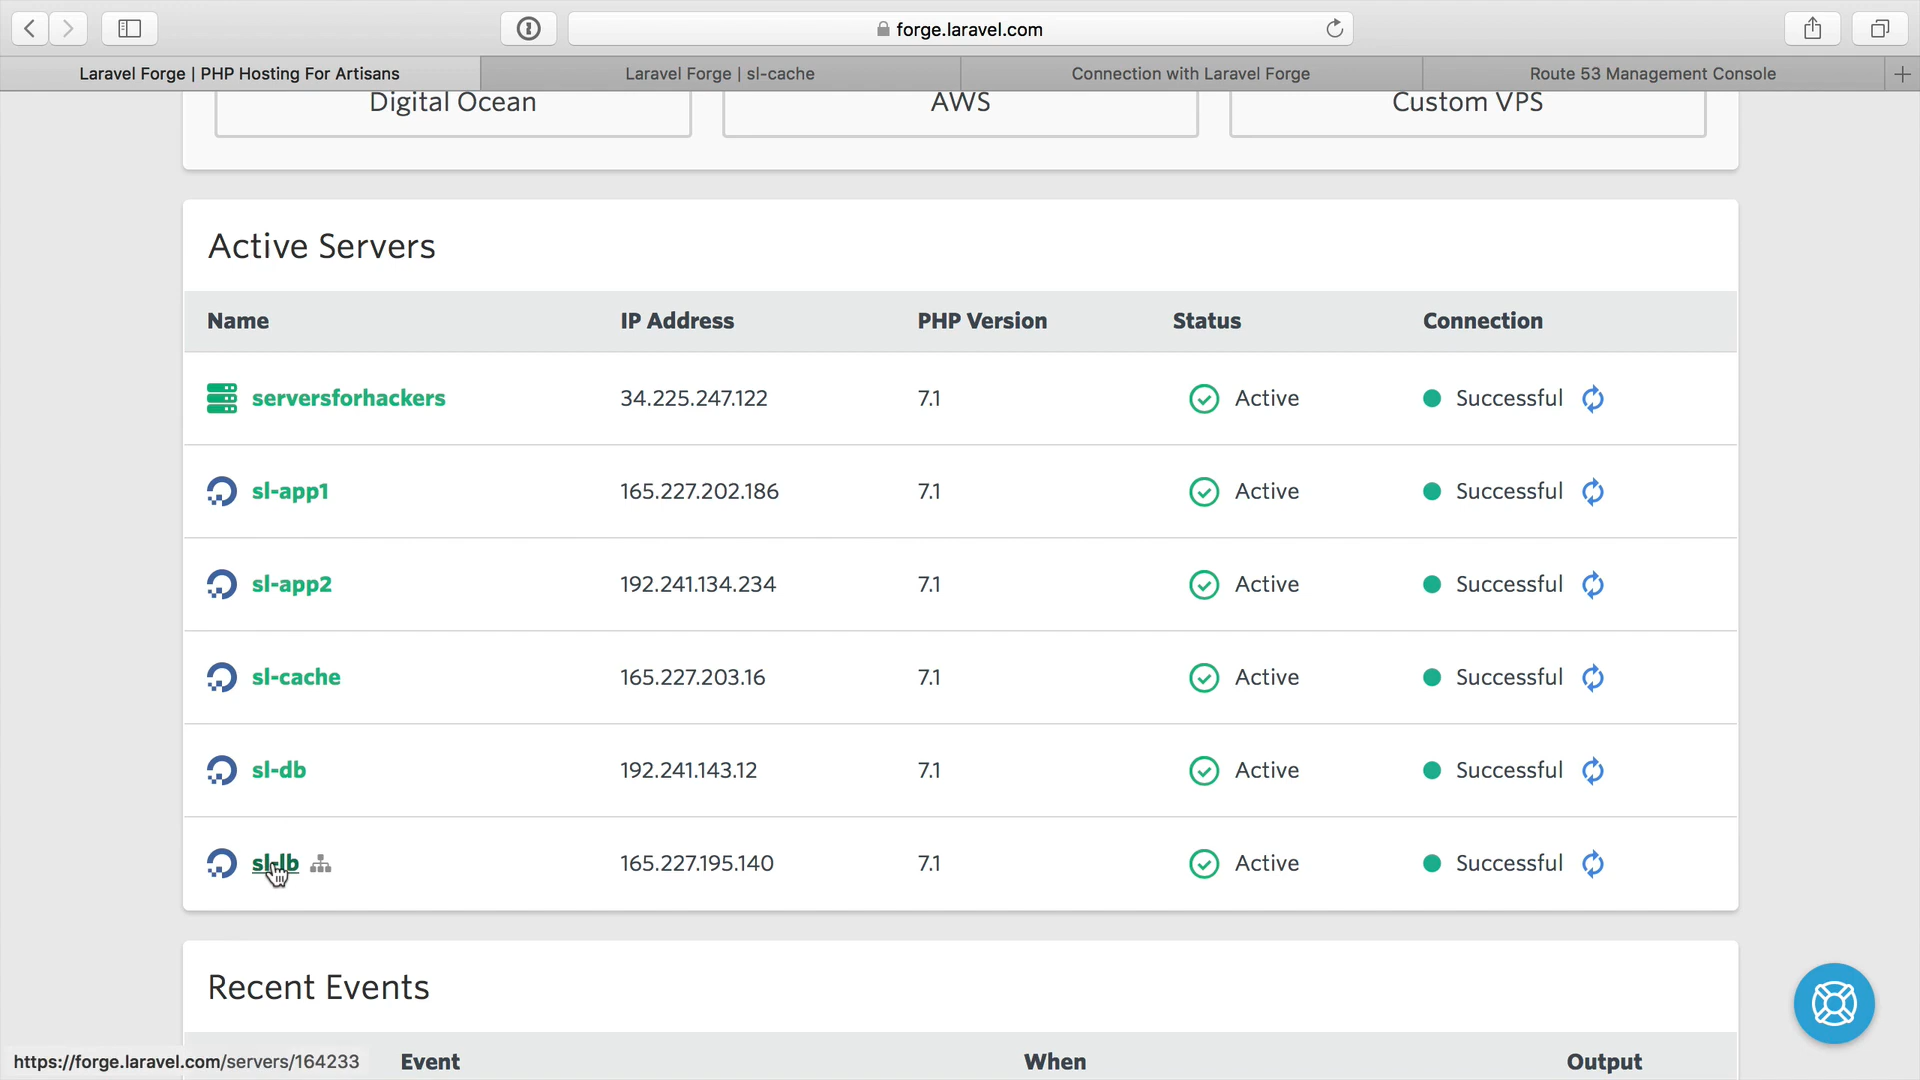 forge.laravel.com
Laravel Forge | PHP Hosting For Artisans
Laravel Forge | sl-cache
Connection with Laravel Forge
Route 53 Management Console
Digital Ocean
AWS
Custom VPS
Active Servers
Name IP Address PHP Version Status Connection
serversforhackers 34.225.247.122 7.1 Active Successful
sl-app1 165.227.202.186 7.1 Active Successful
sl-app2 192.241.134.234 7.1 Active Successful
sl-cache 165.227.203.16 7.1 Active Successful
sl-db 192.241.143.12 7.1 Active Successful
sl-lb 165.227.195.140 7.1 Active Successful
Recent Events
Event When Output
https://forge.laravel.com/servers/164233